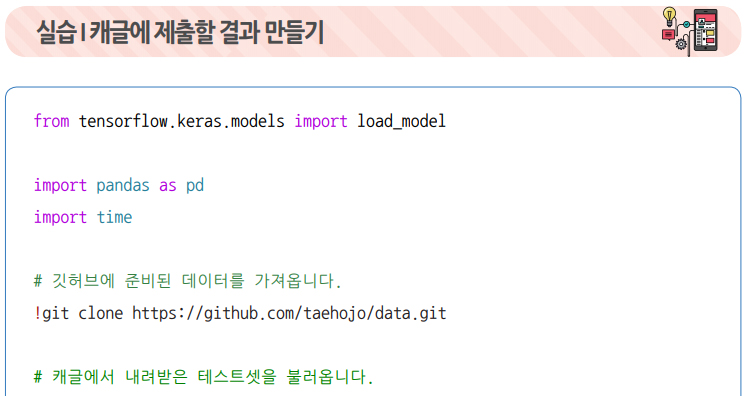 실습 | 캐글에 제출할 결과 만들기
from tensorflow.keras.models import load_model
import pandas as pd
import time
# 깃허브에 준비된 데이터를 가져옵니다.
!git clone https://github.com/taehojo/data.git
# 캐글에서 내려받은 테스트셋을 불러옵니다.